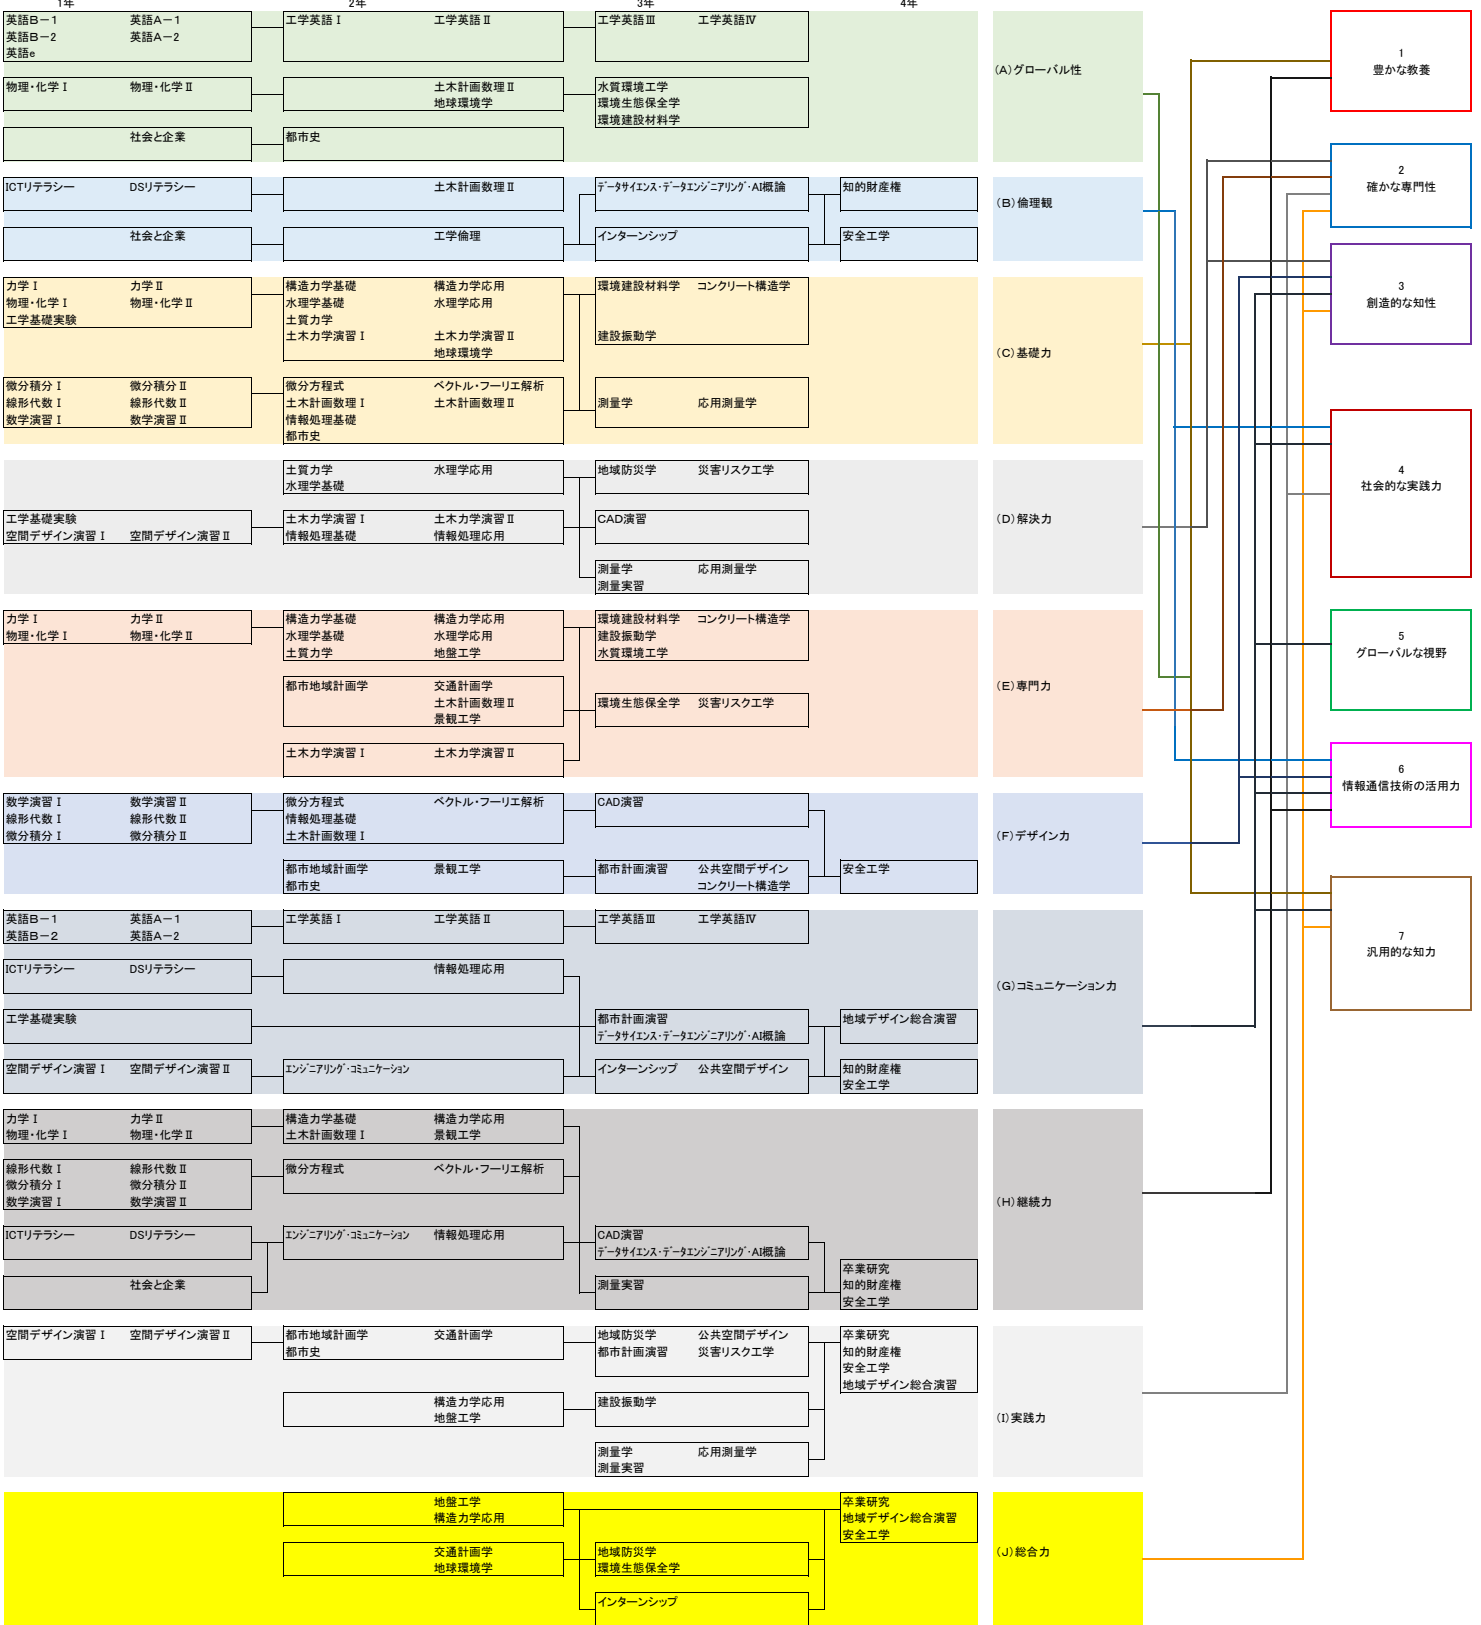 1年 2年 3年 4年
英語B－1 英語A－1 工学英語Ⅰ 工学英語Ⅱ 工学英語Ⅲ 工学英語Ⅳ
英語B－2 英語A－2
英語e
物理・化学Ⅰ 物理・化学Ⅱ 土木計画数理Ⅱ 水質環境工学
地球環境学 環境生態保全学
環境建設材料学
社会と企業 都市史
(A)グローバル性
ICTリテラシー DSリテラシー 土木計画数理Ⅱ データサイエンス・データエンジニアリング・AI概論 知的財産権
社会と企業 工学倫理 インターンシップ 安全工学
(B)倫理観
力学Ⅰ 力学Ⅱ 構造力学基礎 構造力学応用 環境建設材料学 コンクリート構造学
物理・化学Ⅰ 物理・化学Ⅱ 水理学基礎 水理学応用
工学基礎実験 土質力学
土木力学演習Ⅰ 土木力学演習Ⅱ 建設振動学
地球環境学
微分積分Ⅰ 微分積分Ⅱ 微分方程式 ベクトル・フーリエ解析
線形代数Ⅰ 線形代数Ⅱ 土木計画数理Ⅰ 土木計画数理Ⅱ 測量学 応用測量学
数学演習Ⅰ 数学演習Ⅱ 情報処理基礎
都市史
(C)基礎力
土質力学 水理学応用 地域防災学 災害リスク工学
水理学基礎
工学基礎実験 土木力学演習Ⅰ 土木力学演習Ⅱ CAD演習
空間デザイン演習Ⅰ 空間デザイン演習Ⅱ 情報処理基礎 情報処理応用
測量学 応用測量学
測量実習
(D)解決力
力学Ⅰ 力学Ⅱ 構造力学基礎 構造力学応用 環境建設材料学 コンクリート構造学
物理・化学Ⅰ 物理・化学Ⅱ 水理学基礎 水理学応用 建設振動学
土質力学 地盤工学 水質環境工学
都市地域計画学 交通計画学
土木計画数理Ⅱ 環境生態保全学 災害リスク工学
景観工学
土木力学演習Ⅰ 土木力学演習Ⅱ
(E)専門力
数学演習Ⅰ 数学演習Ⅱ 微分方程式 ベクトル・フーリエ解析 CAD演習
線形代数Ⅰ 線形代数Ⅱ 情報処理基礎
微分積分Ⅰ 微分積分Ⅱ 土木計画数理Ⅰ
都市地域計画学 景観工学 都市計画演習 公共空間デザイン 安全工学
都市史 コンクリート構造学
(F)デザイン力
英語B－1 英語A－1 工学英語Ⅰ 工学英語Ⅱ 工学英語Ⅲ 工学英語Ⅳ
英語B－2 英語A－2
ICTリテラシー DSリテラシー 情報処理応用
工学基礎実験 都市計画演習 地域デザイン総合演習
データサイエンス・データエンジニアリング・AI概論
空間デザイン演習Ⅰ 空間デザイン演習Ⅱ エンジニアリング・コミュニケーション インターンシップ 公共空間デザイン 知的財産権
安全工学
(G)コミュニケーション力
力学Ⅰ 力学Ⅱ 構造力学基礎 構造力学応用
物理・化学Ⅰ 物理・化学Ⅱ 土木計画数理Ⅰ 景観工学
線形代数Ⅰ 線形代数Ⅱ 微分方程式 ベクトル・フーリエ解析
微分積分Ⅰ 微分積分Ⅱ
数学演習Ⅰ 数学演習Ⅱ
ICTリテラシー DSリテラシー エンジニアリング・コミュニケーション 情報処理応用 CAD演習
データサイエンス・データエンジニアリング・AI概論
卒業研究
社会と企業 測量実習 知的財産権
安全工学
(H)継続力
空間デザイン演習Ⅰ 空間デザイン演習Ⅱ 都市地域計画学 交通計画学 地域防災学 公共空間デザイン 卒業研究
都市史 都市計画演習 災害リスク工学 知的財産権
安全工学
地域デザイン総合演習
構造力学応用 建設振動学
地盤工学
測量学 応用測量学
測量実習
(I)実践力
地盤工学 卒業研究
構造力学応用 地域デザイン総合演習
安全工学
交通計画学 地域防災学
地球環境学 環境生態保全学
インターンシップ
(J)総合力
1
豊かな教養
2
確かな専門性
3
創造的な知性
4
社会的な実践力
5
グローバルな視野
6
情報通信技術の活用力
7
汎用的な知力